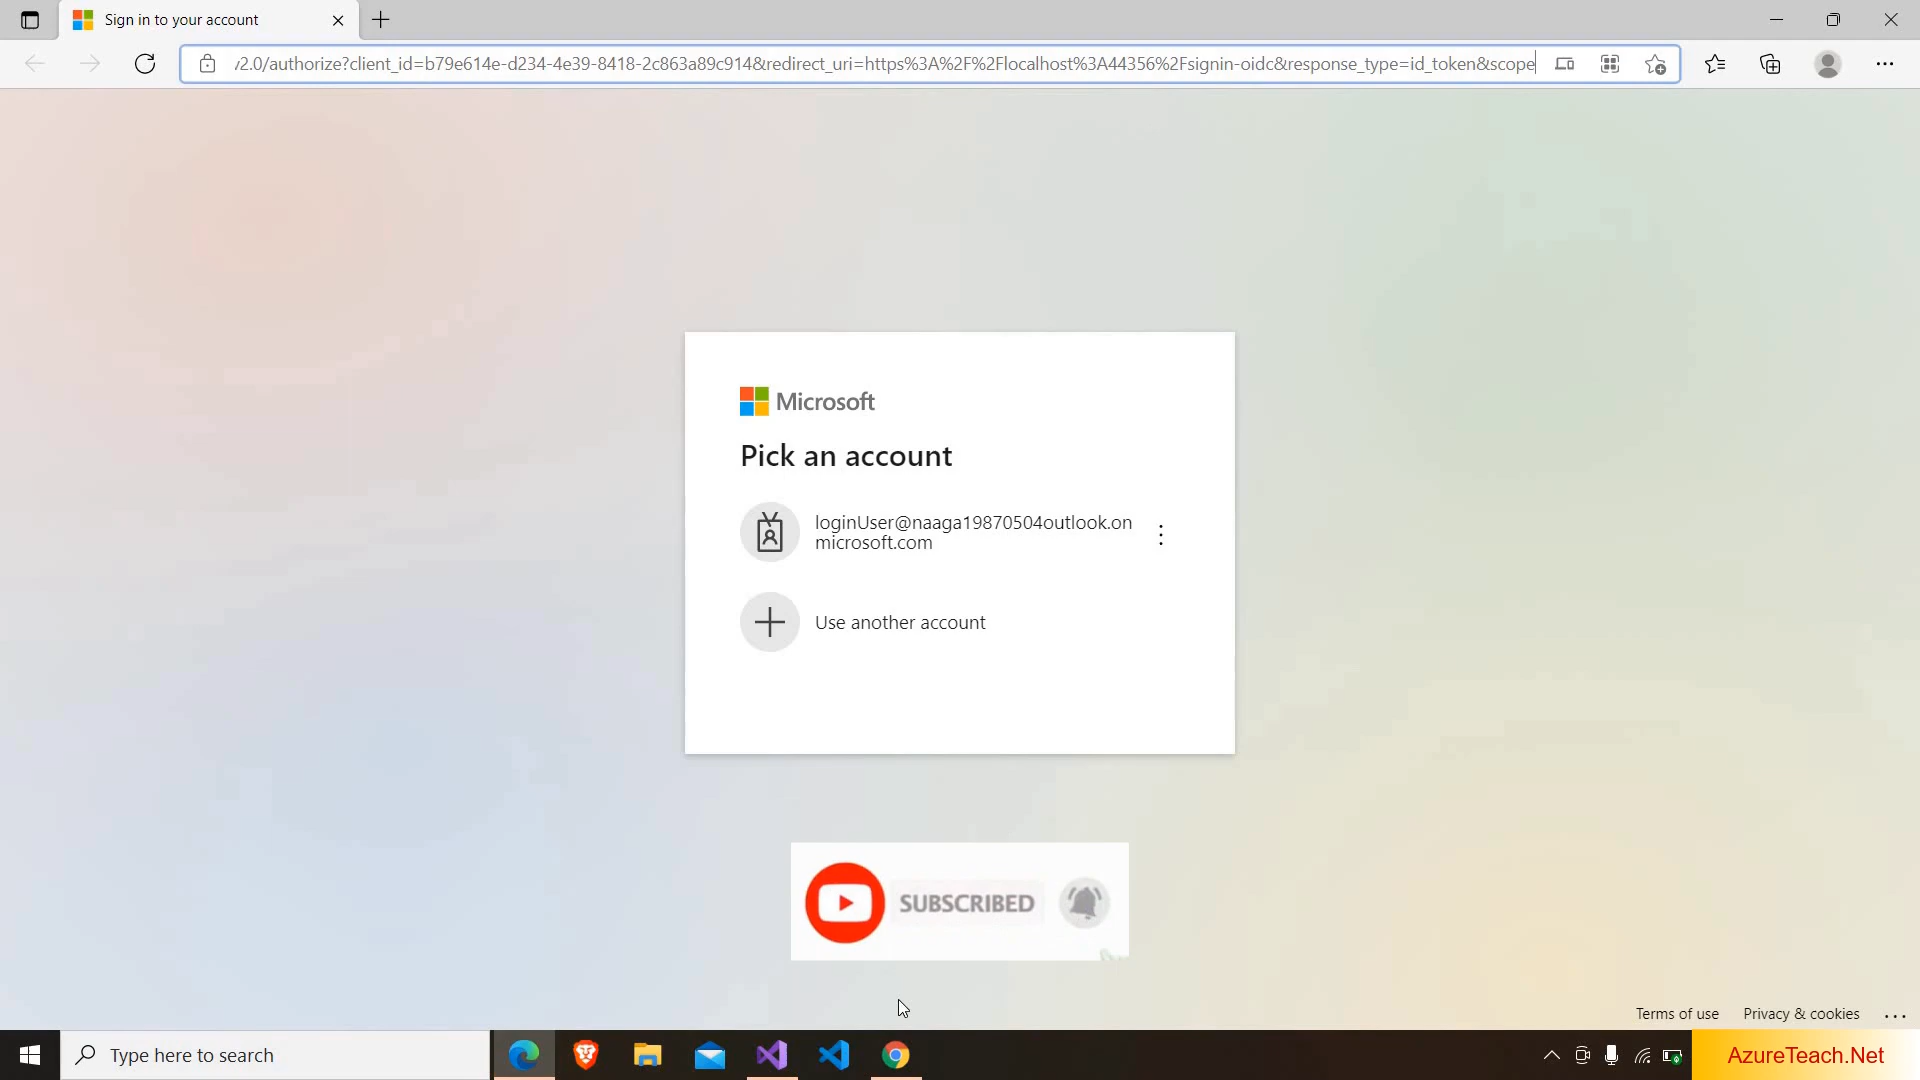 Sign in to your account
/2.0/authorize?client_id=b79e614e-d234-4e39-8418-2c863a89c914&redirect_uri=https%3A%2F%2Flocalhost%3A44356%2Fsignin-oidc&response_type=id_token&scope
Microsoft
Pick an account
loginUser@naaga19870504outlook.on
microsoft.com
Use another account
SUBSCRIBED
Terms of use
Privacy & cookies
Type here to search
AzureTeach.Net